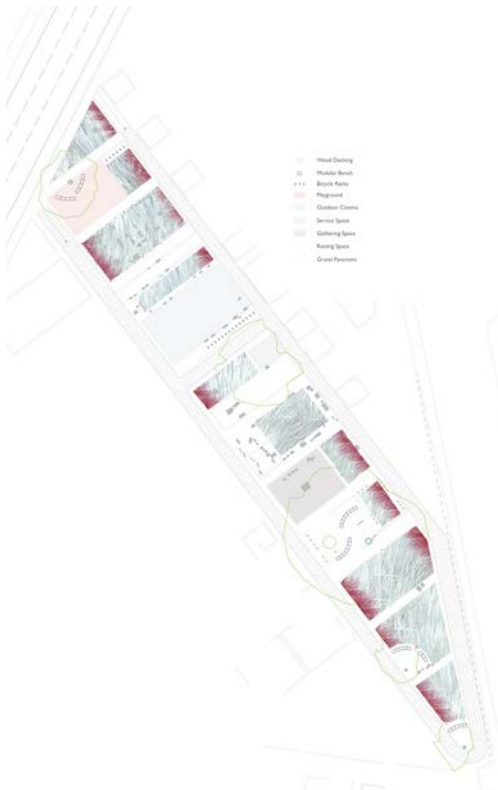 Wood Decking
Modular Bench
Bicycle Racks
Playground
Outdoor Cinema
Service Space
Gathering Space
Resting Space
Gravel Pavement